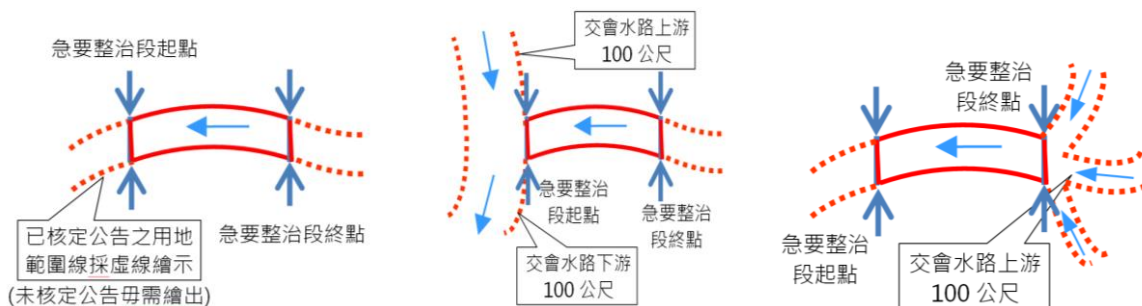 急要整治段起點
已核定公告之用地
範圍線採虛線繪示
(未核定公告毋需繪出)
急要整治段終點
交會水路上游
100 公尺
急要整治
段起點
急要整治
段終點
交會水路下游
100 公尺
急要整治
段終點
急要整治
段起點
交會水路上游
100 公尺